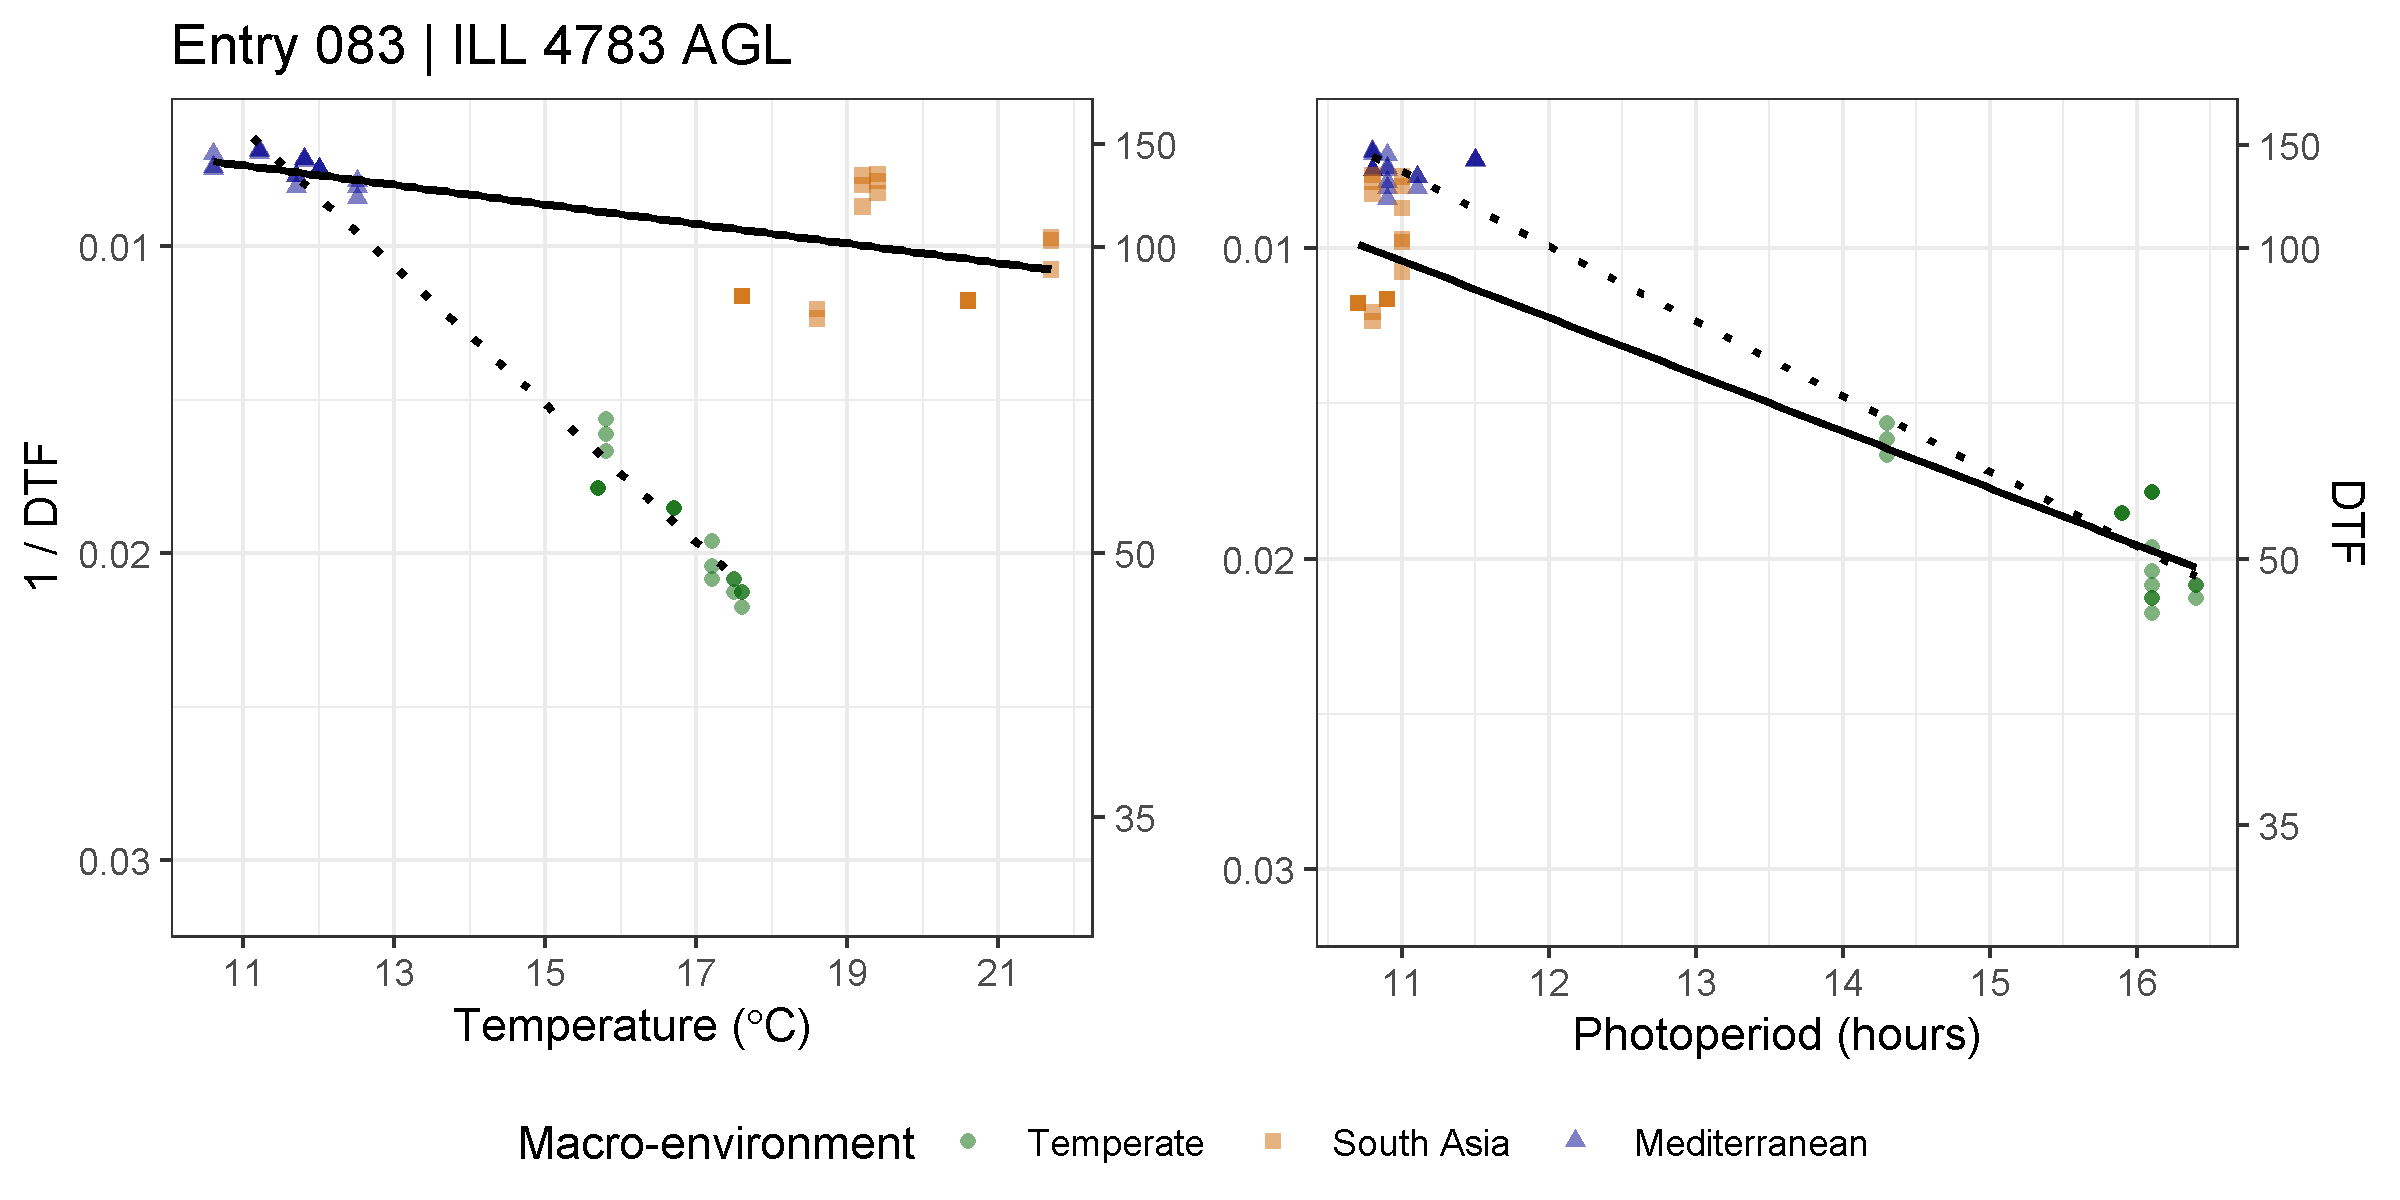 Entry 083 | ILL 4783 AGL
1 / DTF
0.01
0.02
0.03
150
100
50
35
11
13
15
17
19
21
Temperature (°C)
0.01
0.02
0.03
150
100
50
35
DTF
11
12
13
14
15
16
Photoperiod (hours)
Macro-environment
Temperate
South Asia
Mediterranean